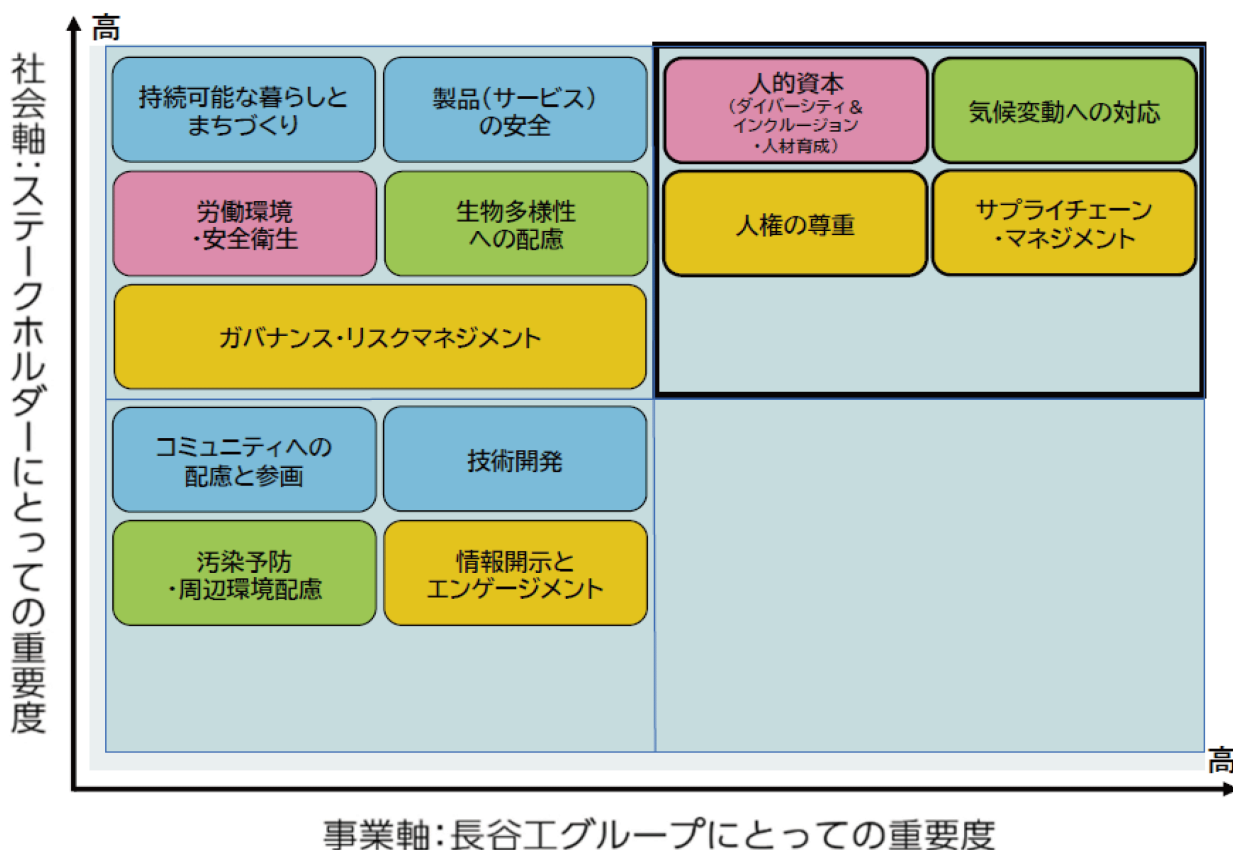 高
社会軸：ステークホルダーにとっての重要度
持続可能な暮らしと
まちづくり
製品（サービス）
の安全
人的資本
（ダイバーシティ＆
インクルージョン
・人材育成）
気候変動への対応
労働環境
・安全衛生
生物多様性
への配慮
人権の尊重
サプライチェーン
・マネジメント
ガバナンス・リスクマネジメント
コミュニティへの
配慮と参画
技術開発
汚染予防
・周辺環境配慮
情報開示と
エンゲージメント
高
事業軸：長谷工グループにとっての重要度